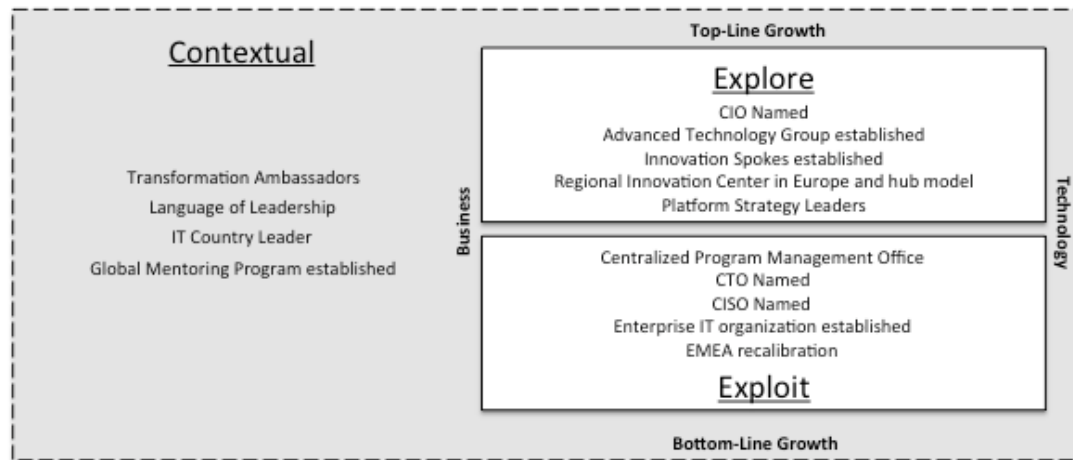 Contextual
Transformation Ambassadors
Language of Leadership
IT Country Leader
Global Mentoring Program established
Top-Line Growth
Business
Explore
CIO Named
Advanced Technology Group established
Innovation Spokes established
Regional Innovation Center in Europe and hub model
Platform Strategy Leaders
Technology
Centralized Program Management Office
CTO Named
CISO Named
Enterprise IT organization established
EMEA recalibration
Exploit
Bottom-Line Growth